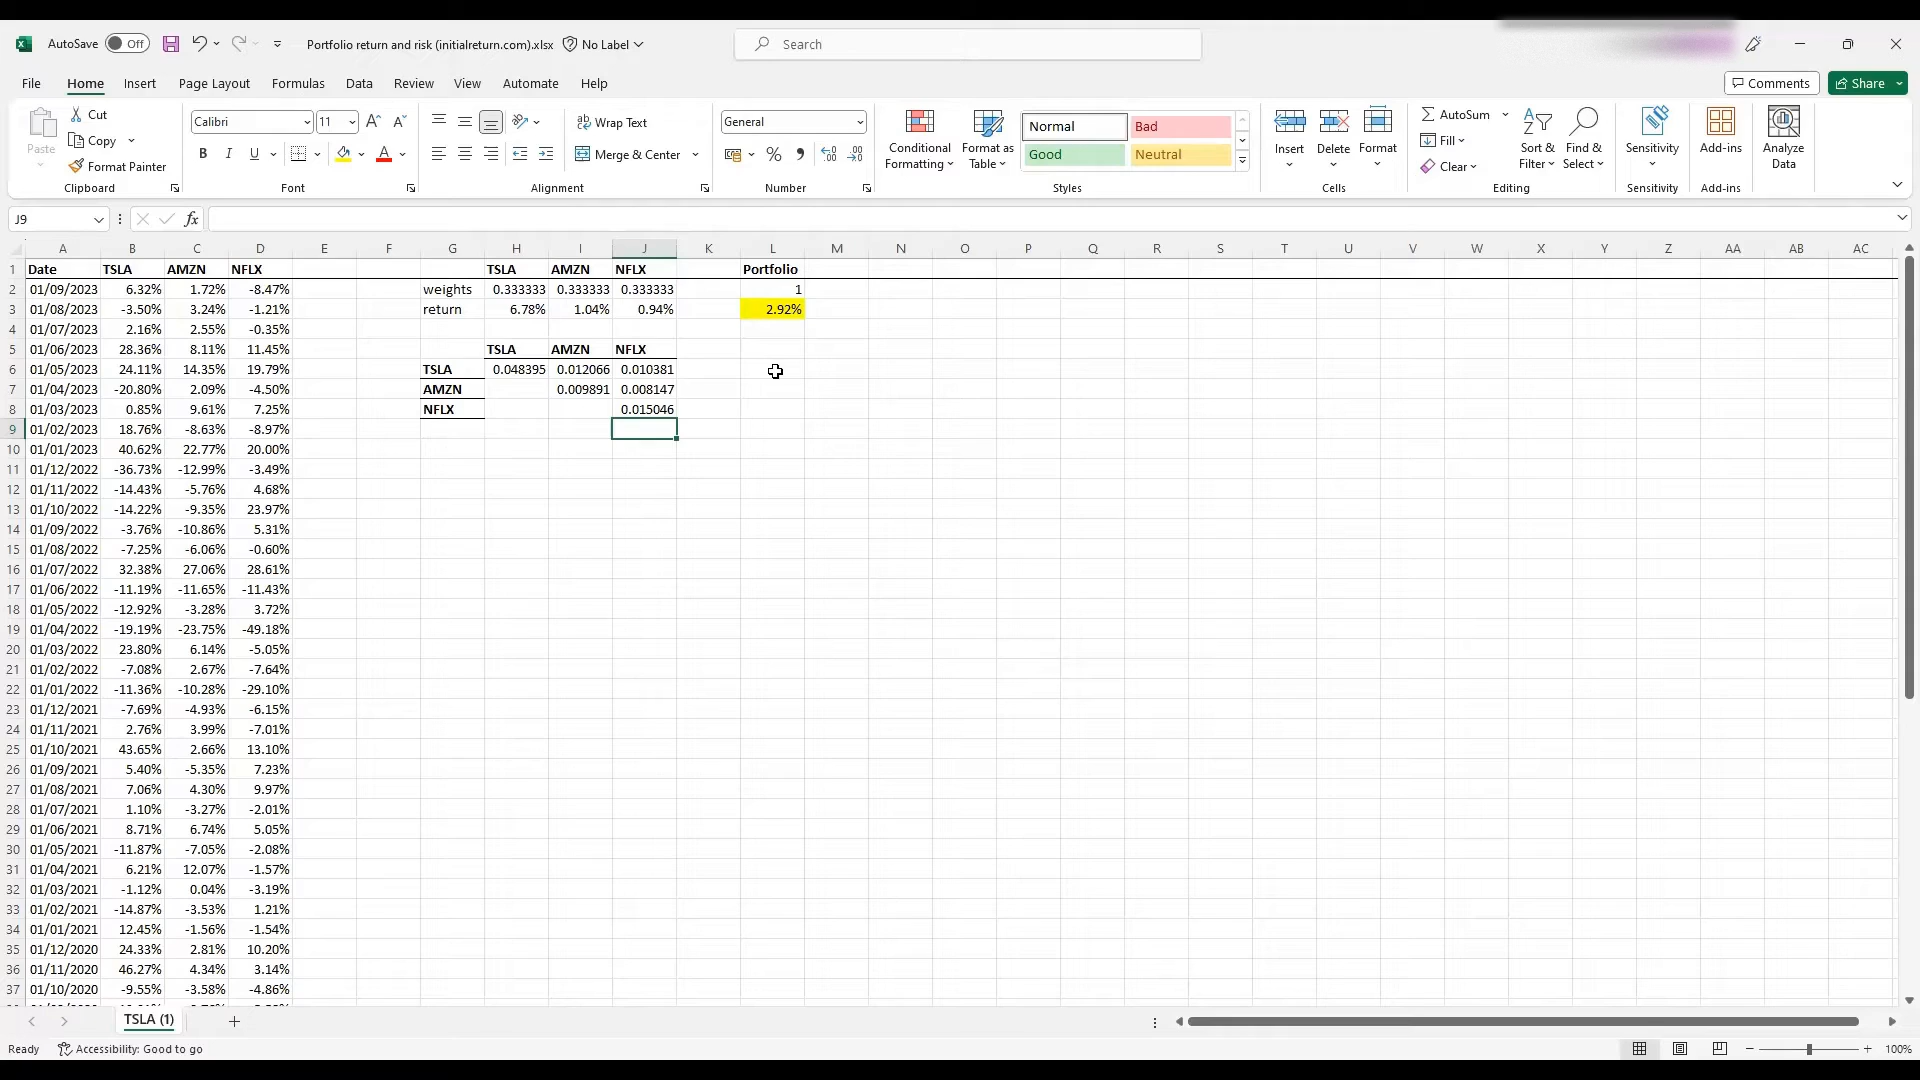 AutoSave Off Portfolio return and risk (initialreturn.com).xlsx No Label Search
File Home Insert Page Layout Formulas Data Review View Automate Help Comments Share
Paste Cut Copy Format Painter Clipboard
Calibri 11 B I U A A A Font
ab Wrap Text Merge & Center Alignment
General % , Number
Conditional Formatting Format as Table Normal Bad Good Neutral Styles
Insert Delete Format Cells
AutoSum Fill Clear Sort & Filter Find & Select Editing
Sensitivity Sensitivity
Add-ins Add-ins
Analyze Data
J9 fx
A B C D E F G H I J K L M N O P Q R S T U V W X Y Z AA AB AC
1 Date TSLA AMZN NFLX TSLA AMZN NFLX Portfolio
2 01/09/2023 6.32% 1.72% -8.47% weights 0.333333 0.333333 0.333333 1
3 01/08/2023 -3.50% 3.24% -1.21% return 6.78% 1.04% 0.94% 2.92%
4 01/07/2023 2.16% 2.55% -0.35%
5 01/06/2023 28.36% 8.11% 11.45% TSLA AMZN NFLX
6 01/05/2023 24.11% 14.35% 19.79% TSLA 0.048395 0.012066 0.010381
7 01/04/2023 -20.80% 2.09% -4.50% AMZN 0.009891 0.008147
8 01/03/2023 0.85% 9.61% 7.25% NFLX 0.015046
9 01/02/2023 18.76% -8.63% -8.97%
10 01/01/2023 40.62% 22.77% 20.00%
11 01/12/2022 -36.73% -12.99% -3.49%
12 01/11/2022 -14.43% -5.76% 4.68%
13 01/10/2022 -14.22% -9.35% 23.97%
14 01/09/2022 -3.76% -10.86% 5.31%
15 01/08/2022 -7.25% -6.06% -0.60%
16 01/07/2022 32.38% 27.06% 28.61%
17 01/06/2022 -11.19% -11.65% -11.43%
18 01/05/2022 -12.92% -3.28% 3.72%
19 01/04/2022 -19.19% -23.75% -49.18%
20 01/03/2022 23.80% 6.14% -5.05%
21 01/02/2022 -7.08% 2.67% -7.64%
22 01/01/2022 -11.36% -10.28% -29.10%
23 01/12/2021 -7.69% -4.93% -6.15%
24 01/11/2021 2.76% 3.99% -7.01%
25 01/10/2021 43.65% 2.66% 13.10%
26 01/09/2021 5.40% -5.35% 7.23%
27 01/08/2021 7.06% 4.30% 9.97%
28 01/07/2021 1.10% -3.27% -2.01%
29 01/06/2021 8.71% 6.74% 5.05%
30 01/05/2021 -11.87% -7.05% -2.08%
31 01/04/2021 6.21% 12.07% -1.57%
32 01/03/2021 -1.12% 0.04% -3.19%
33 01/02/2021 -14.87% -3.53% 1.21%
34 01/01/2021 12.45% -1.56% -1.54%
35 01/12/2020 24.33% 2.81% 10.20%
36 01/11/2020 46.27% 4.34% 3.14%
37 01/10/2020 -9.55% -3.58% -4.86%
TSLA (1)
Ready Accessibility: Good to go 100%